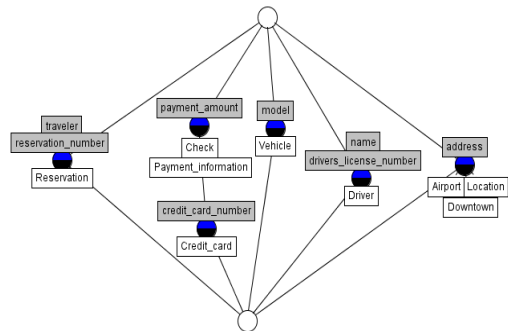 payment_amount
model
traveler
reservation_number
Reservation
Check
Payment_information
Vehicle
name
drivers_license_number
Driver
address
Airport Location
Downtown
credit_card_number
Credit_card